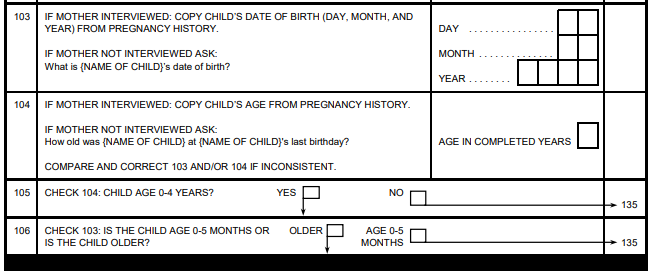 103 IF MOTHER INTERVIEWED: COPY CHILD'S DATE OF BIRTH (DAY, MONTH, AND
YEAR) FROM PREGNANCY HISTORY.
DAY . . . . . . . . . . . . . . .
IF MOTHER NOT INTERVIEWED ASK:
MONTH . . . . . . . . . . . . .
What is {NAME OF CHILD}'s date of birth?
YEAR . . . . . . . .
104 IF MOTHER INTERVIEWED: COPY CHILD'S AGE FROM PREGNANCY HISTORY.
IF MOTHER NOT INTERVIEWED ASK:
How old was {NAME OF CHILD} at {NAME OF CHILD}'s last birthday?
AGE IN COMPLETED YEARS
COMPARE AND CORRECT 103 AND/OR 104 IF INCONSISTENT.
105 CHECK 104: CHILD AGE 0-4 YEARS? YES NO
135
106 CHECK 103: IS THE CHILD AGE 0-5 MONTHS OR OLDER AGE 0-5
IS THE CHILD OLDER? MONTHS 135